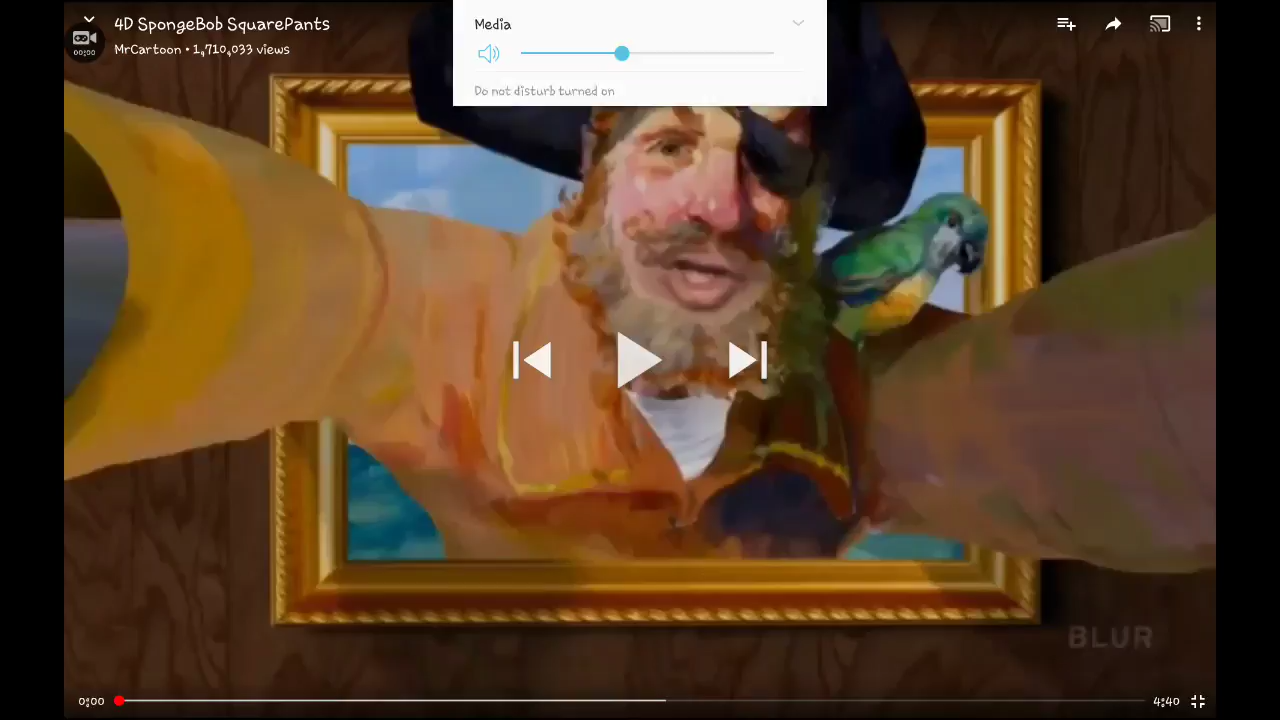 4D SpongeBob SquarePants
MrCartoon • 1,710,033 views
00:00
Media
Do not disturb turned on
BLUR
0:00
4:40